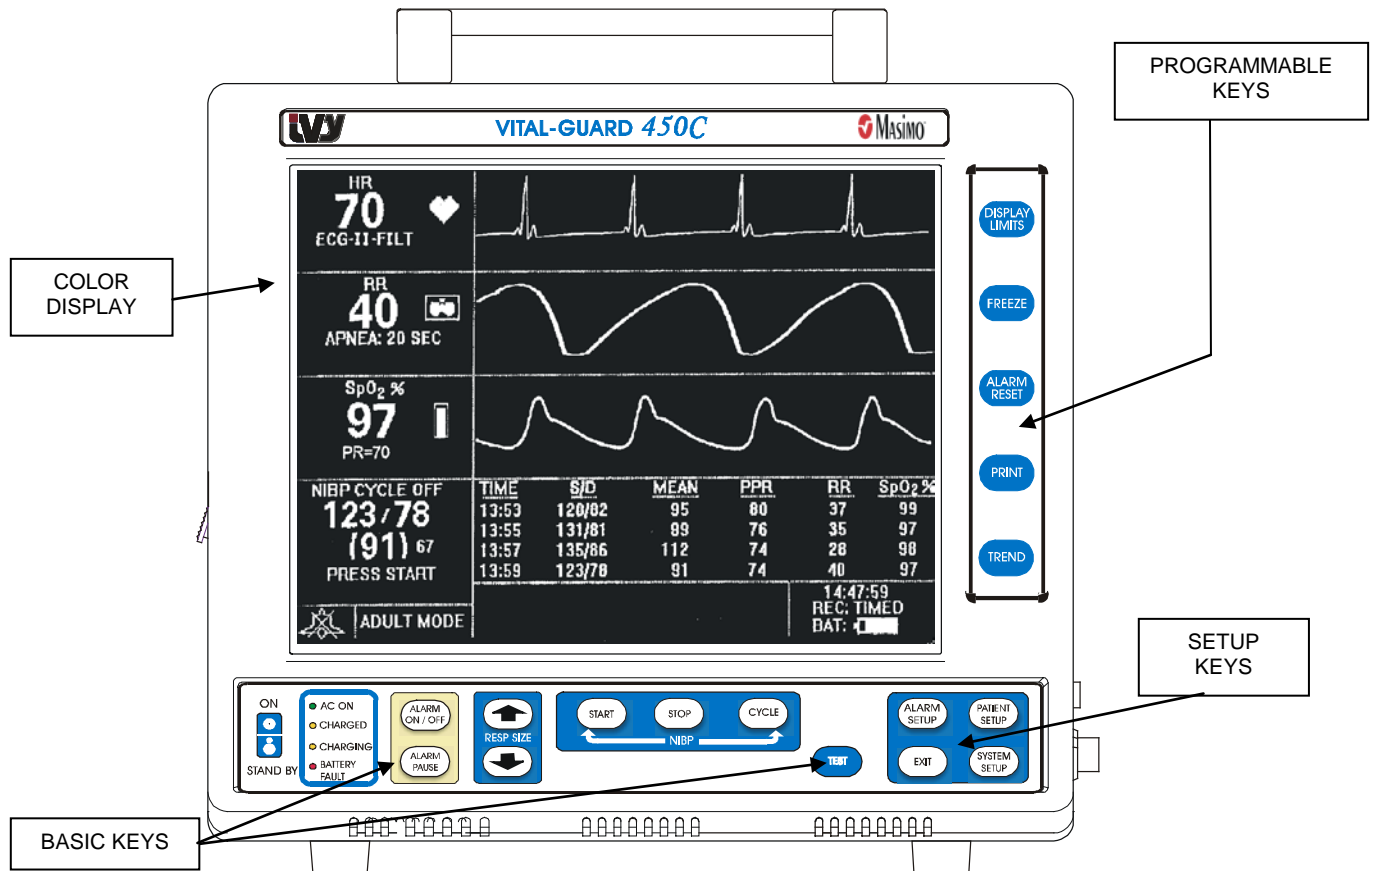 PROGRAMMABLE
KEYS
ivy
VITAL-GUARD 450C
Masimo
HR
70
ECG-II-FILT
DISPLAY
LIMITS
COLOR
DISPLAY
RR
40
APNEA: 20 SEC
FREEZE
SpO2 %
97
PR=70
ALARM
RESET
PRINT
TREND
NIBP CYCLE OFF
123/78
(91) 67
PRESS START
TIME S/D MEAN PPR RR SpO2%
13:53 120/82 95 80 37 99
13:55 131/81 89 76 35 97
13:57 135/86 112 74 28 98
13:59 123/78 91 74 40 97
ADULT MODE
14:47:59
REC: TIMED
BAT:
SETUP
KEYS
ON
STAND BY
AC ON
CHARGED
CHARGING
BATTERY
FAULT
ALARM
ON / OFF
ALARM
PAUSE
RESP SIZE
START
STOP
CYCLE
NIBP
TEST
ALARM
SETUP
PATIENT
SETUP
EXIT
SYSTEM
SETUP
BASIC KEYS